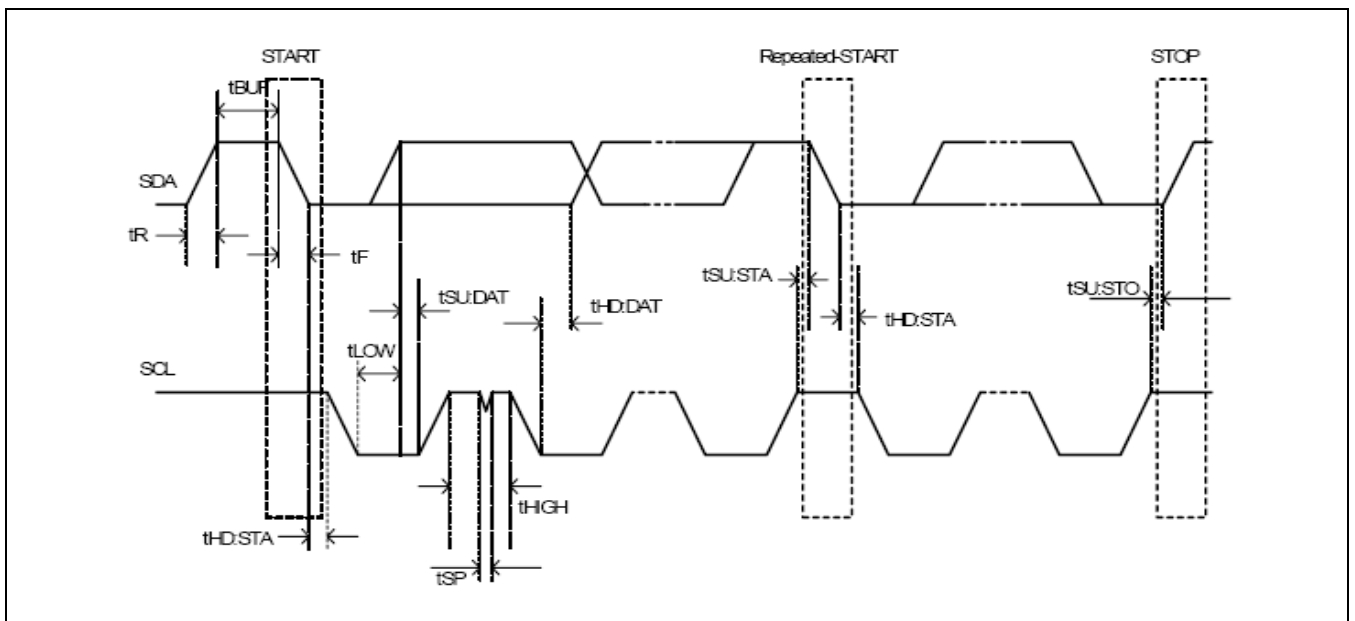 START Repeated-START STOP
tBUF
SDA
tR tF
tSU:DAT tHD:DAT tSU:STA tHD:STA tSU:STO
tLOW
SCL
tHIGH
tHD:STA
tSP